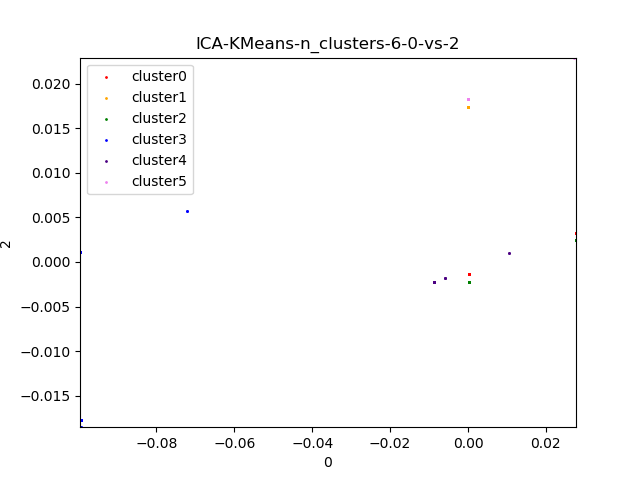 ICA-KMeans-n_clusters-6-0-vs-2
cluster0
cluster1
cluster2
cluster3
cluster4
cluster5
0.020
0.015
0.010
0.005
0.000
−0.005
−0.010
−0.015
2
−0.08
−0.06
−0.04
−0.02
0.00
0.02
0